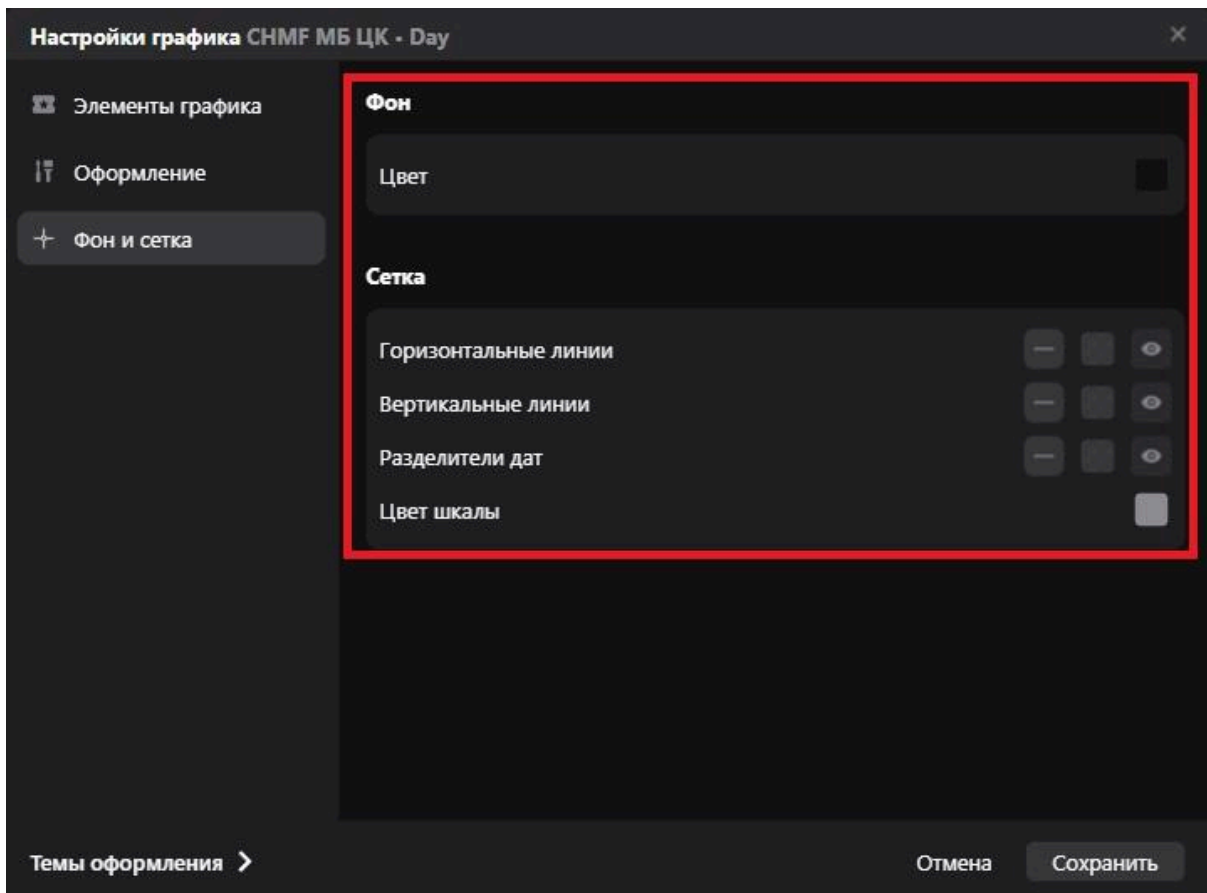 Настройки графика CHMF МБ ЦК - Day
Элементы графика
Оформление
Фон и сетка
Фон
Цвет
Сетка
Горизонтальные линии
Вертикальные линии
Разделители дат
Цвет шкалы
Темы оформления
Отмена
Сохранить